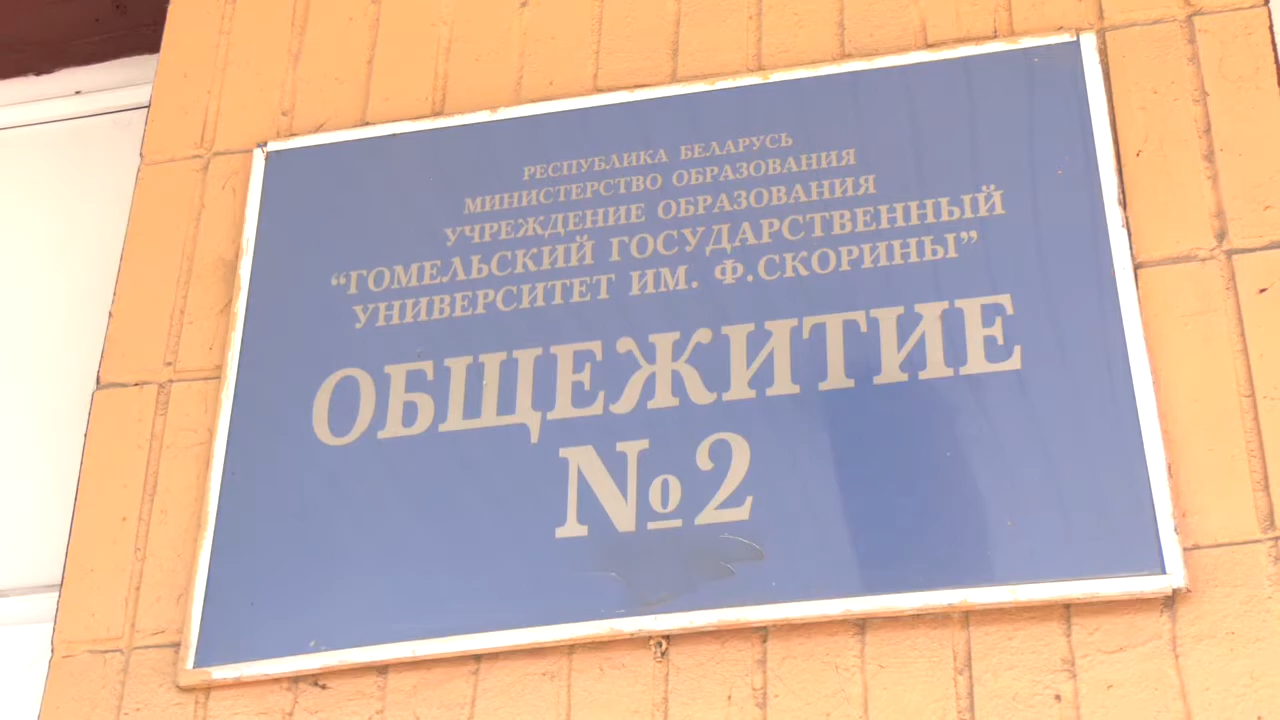 РЕСПУБЛИКА БЕЛАРУСЬ
МИНИСТЕРСТВО ОБРАЗОВАНИЯ
УЧРЕЖДЕНИЕ ОБРАЗОВАНИЯ
“ГОМЕЛЬСКИЙ ГОСУДАРСТВЕННЫЙ
УНИВЕРСИТЕТ ИМ. Ф.СКОРИНЫ”
ОБЩЕЖИТИЕ
№2